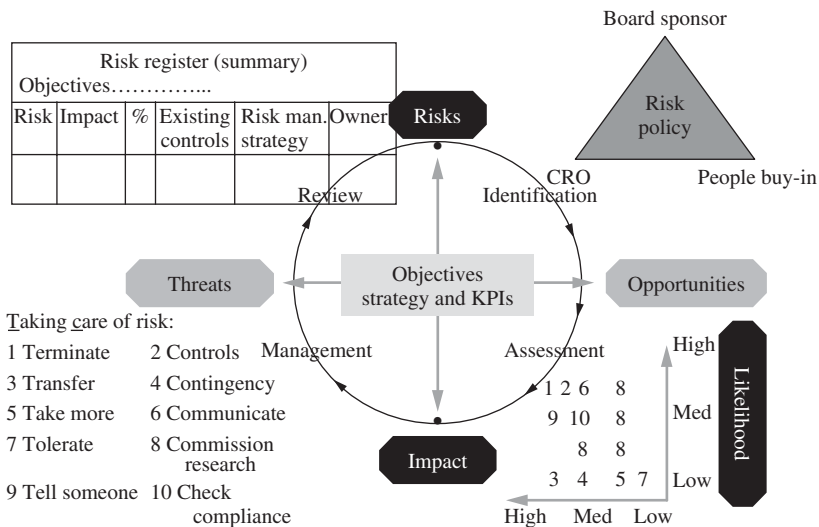 Board sponsor
Risk register (summary)
Objectives…………...
Risk Impact % Existing controls Risk man. strategy Owner
Risks
Risk
policy
CRO
People buy-in
Review
Identification
Threats
Objectives
strategy and KPIs
Opportunities
Taking care of risk:
1 Terminate 2 Controls
3 Transfer 4 Contingency
5 Take more 6 Communicate
7 Tolerate 8 Commission
research
9 Tell someone 10 Check
compliance
Management
Assessment
Impact
1 2 6 8
9 10 8
8 8
3 4 5 7
High
Med
Low
Likelihood
High Med Low